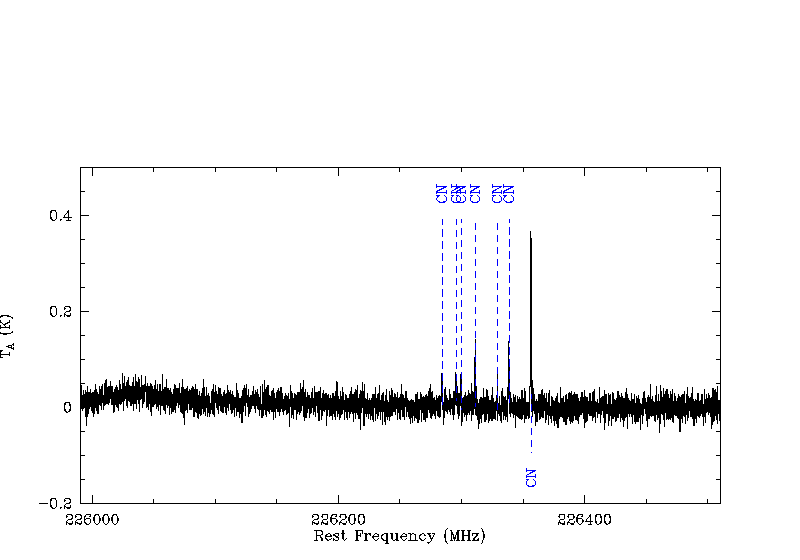 CN CN CN CN CN CN
0.4
0.2
0
-0.2
T_A (K)
CN
226000 226200 226400
Rest Frequency (MHz)